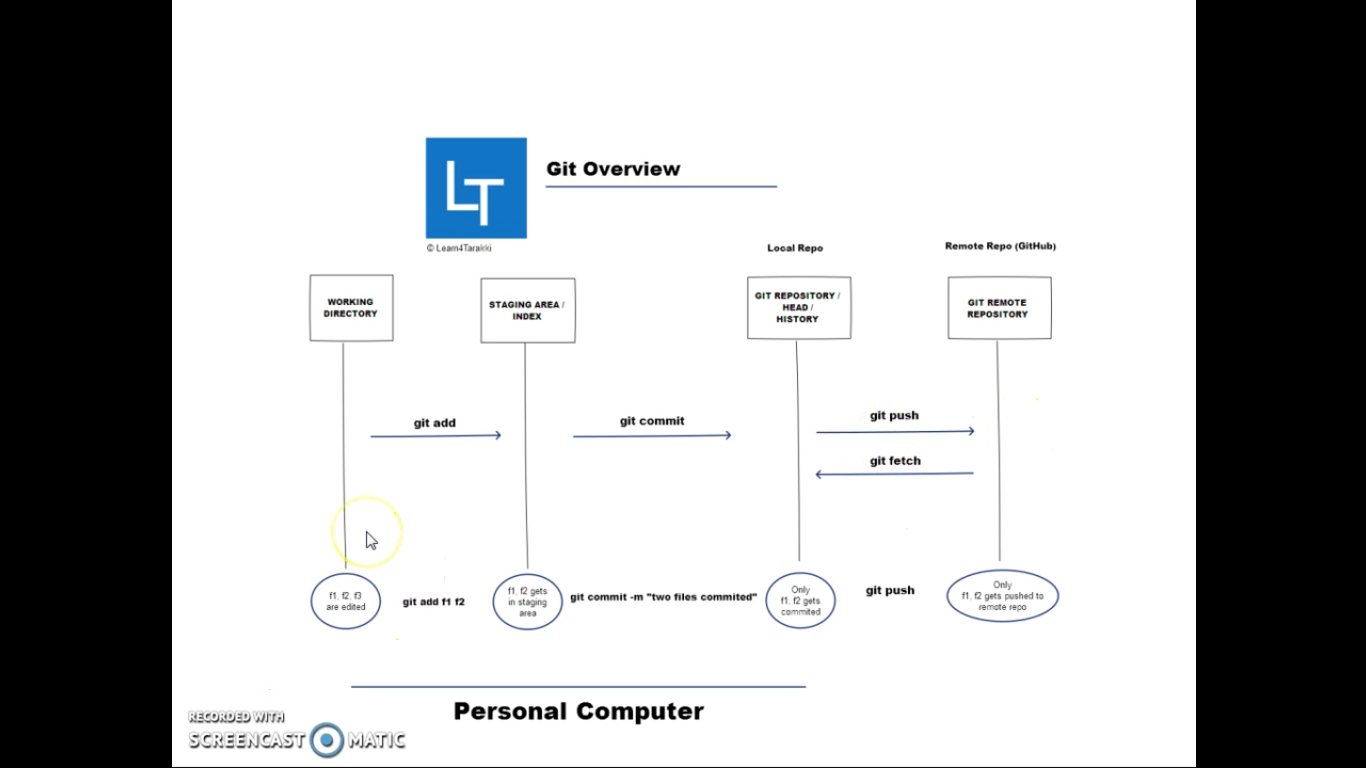 LT
Git Overview
© Learn4Tarakki
Local Repo
Remote Repo (GitHub)
WORKING
DIRECTORY
STAGING AREA /
INDEX
GIT REPOSITORY /
HEAD /
HISTORY
GIT REMOTE
REPOSITORY
git add
git commit
git push
git fetch
f1, f2, f3
are edited
git add f1 f2
f1, f2 gets
in staging
area
git commit -m "two files commited"
Only
f1, f2 gets
commited
git push
Only
f1, f2 gets pushed to
remote repo
Personal Computer
RECORDED WITH
SCREENCAST MATIC